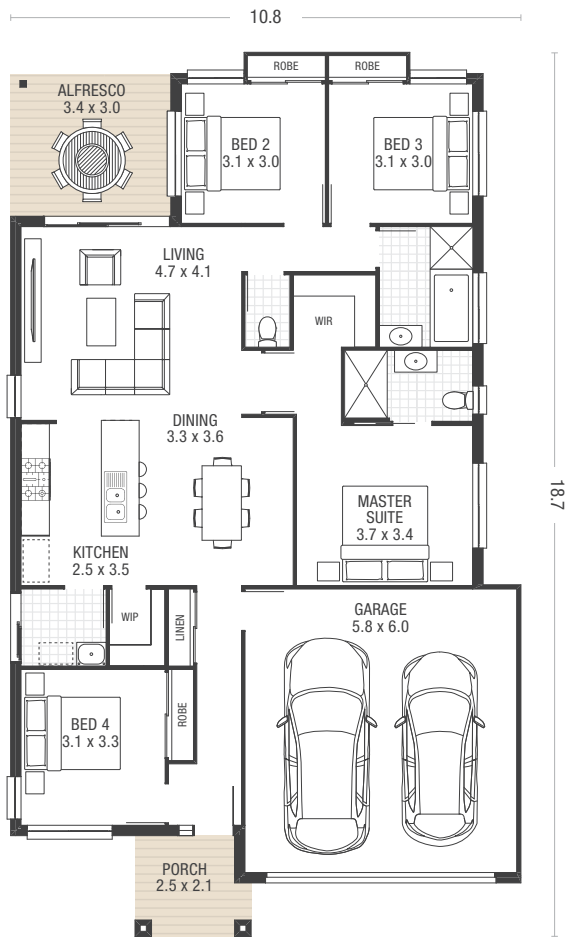 10.8
ROBE
ROBE
ALFRESCO
3.4 x 3.0
BED 2
3.1 x 3.0
BED 3
3.1 x 3.0
LIVING
4.7 x 4.1
WIR
DINING
3.3 x 3.6
18.7
MASTER
SUITE
3.7 x 3.4
KITCHEN
2.5 x 3.5
WIP
LINEN
GARAGE
5.8 x 6.0
BED 4
3.1 x 3.3
ROBE
PORCH
2.5 x 2.1